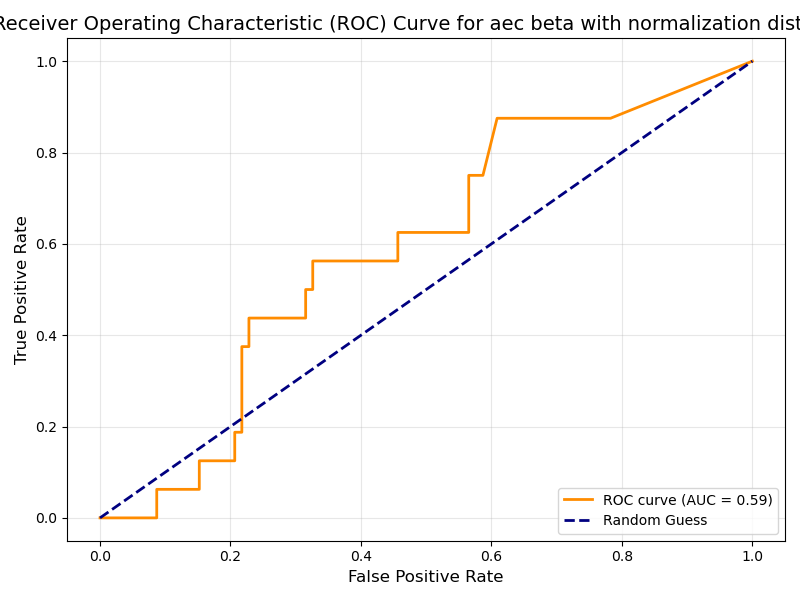 Receiver Operating Characteristic (ROC) Curve for aec beta with normalization dist
1.0
0.8
0.6
0.4
0.2
0.0
True Positive Rate
0.0 0.2 0.4 0.6 0.8 1.0
False Positive Rate
ROC curve (AUC = 0.59)
Random Guess